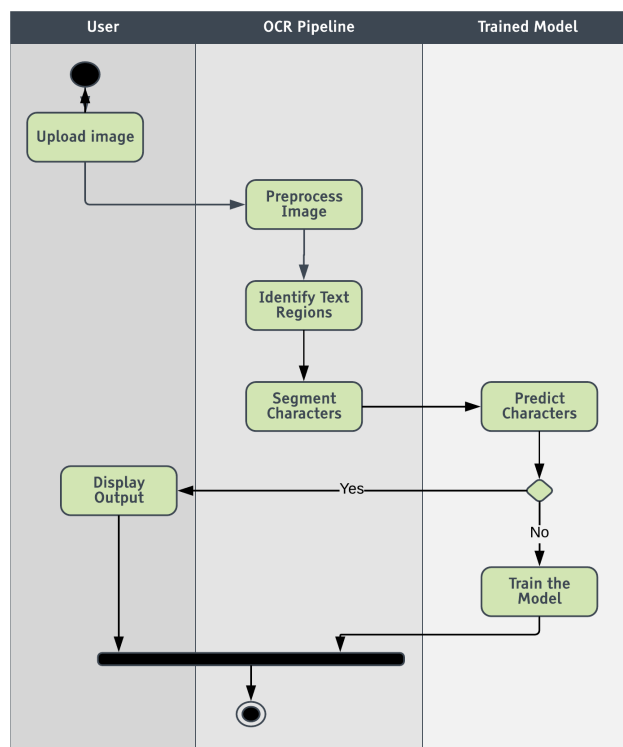 User
OCR Pipeline
Trained Model
Upload image
Preprocess
Image
Identify Text
Regions
Segment
Characters
Predict
Characters
Display
Output
Yes
No
Train the
Model